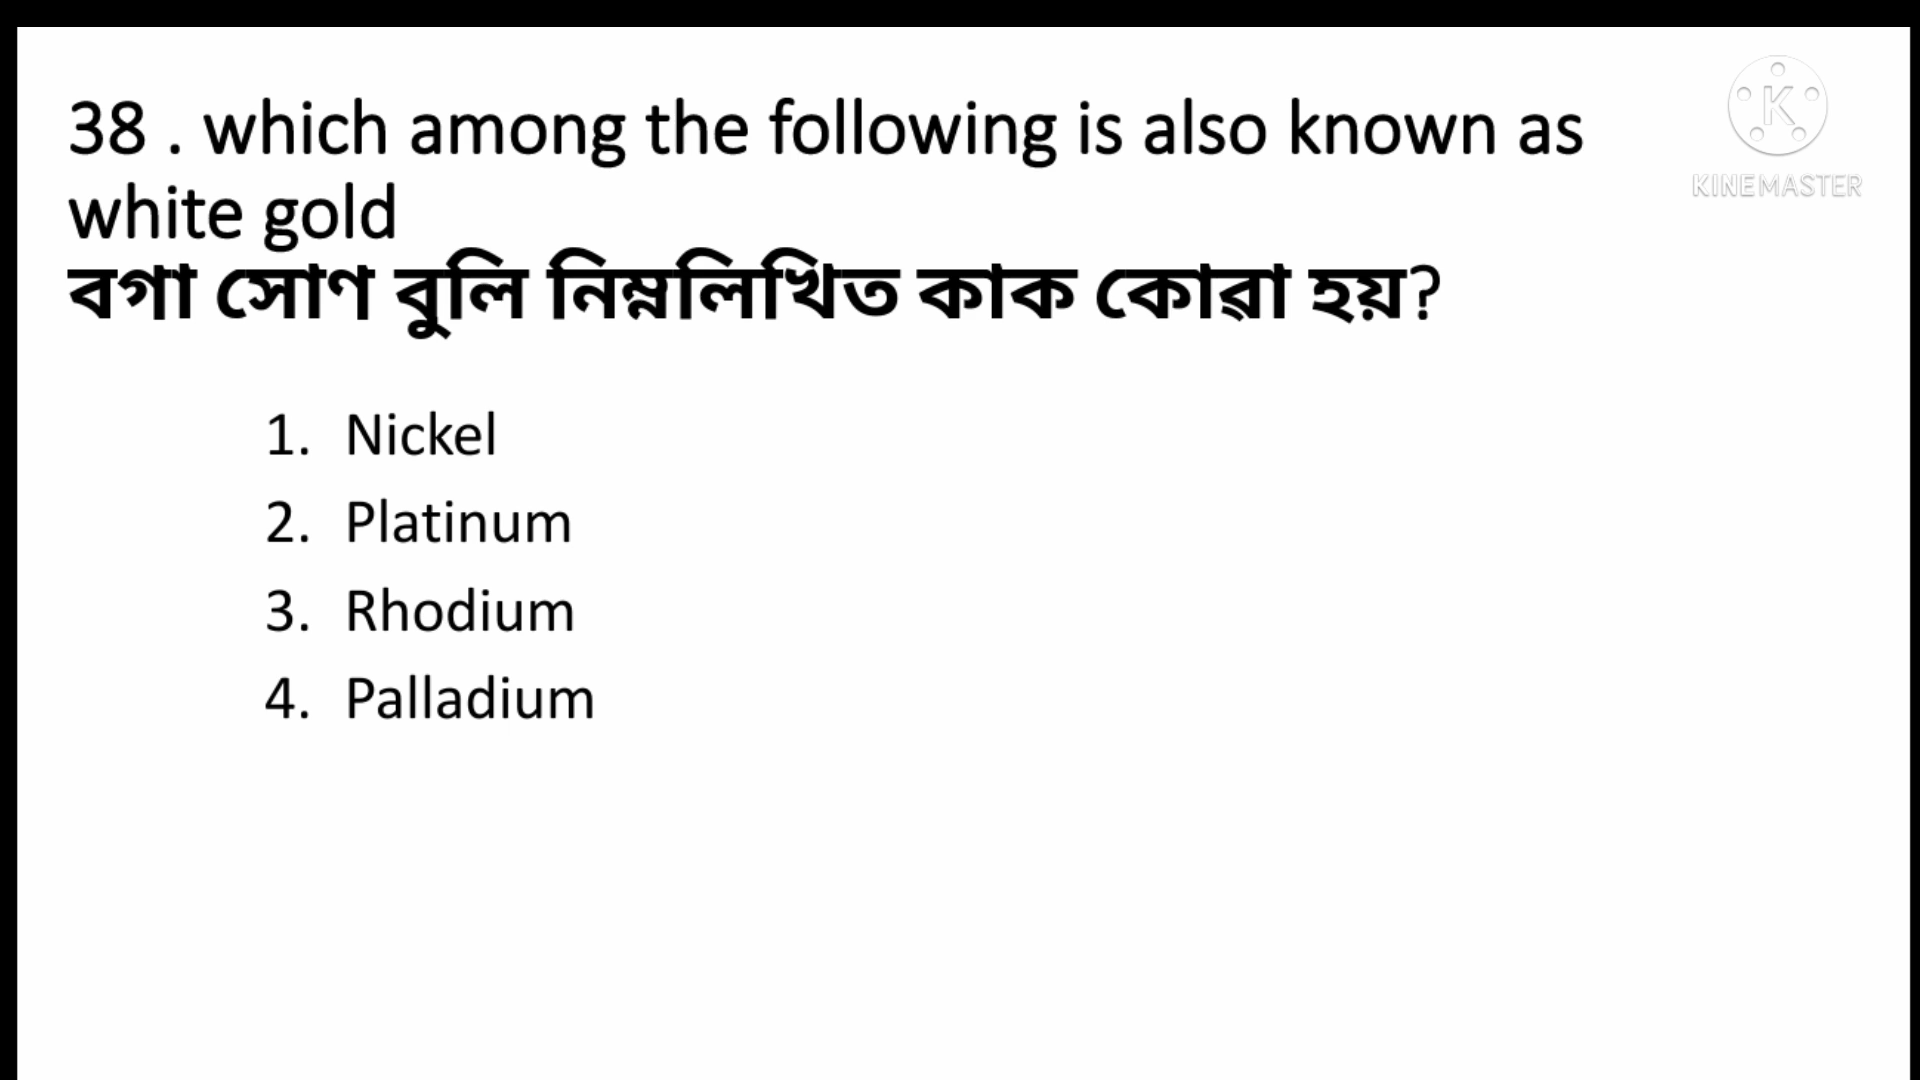 38 . which among the following is also known as
white gold
বগা সোণ বুলি নিম্নলিখিত কাক কোৱা হয়?
1. Nickel
2. Platinum
3. Rhodium
4. Palladium
K
KINEMASTER